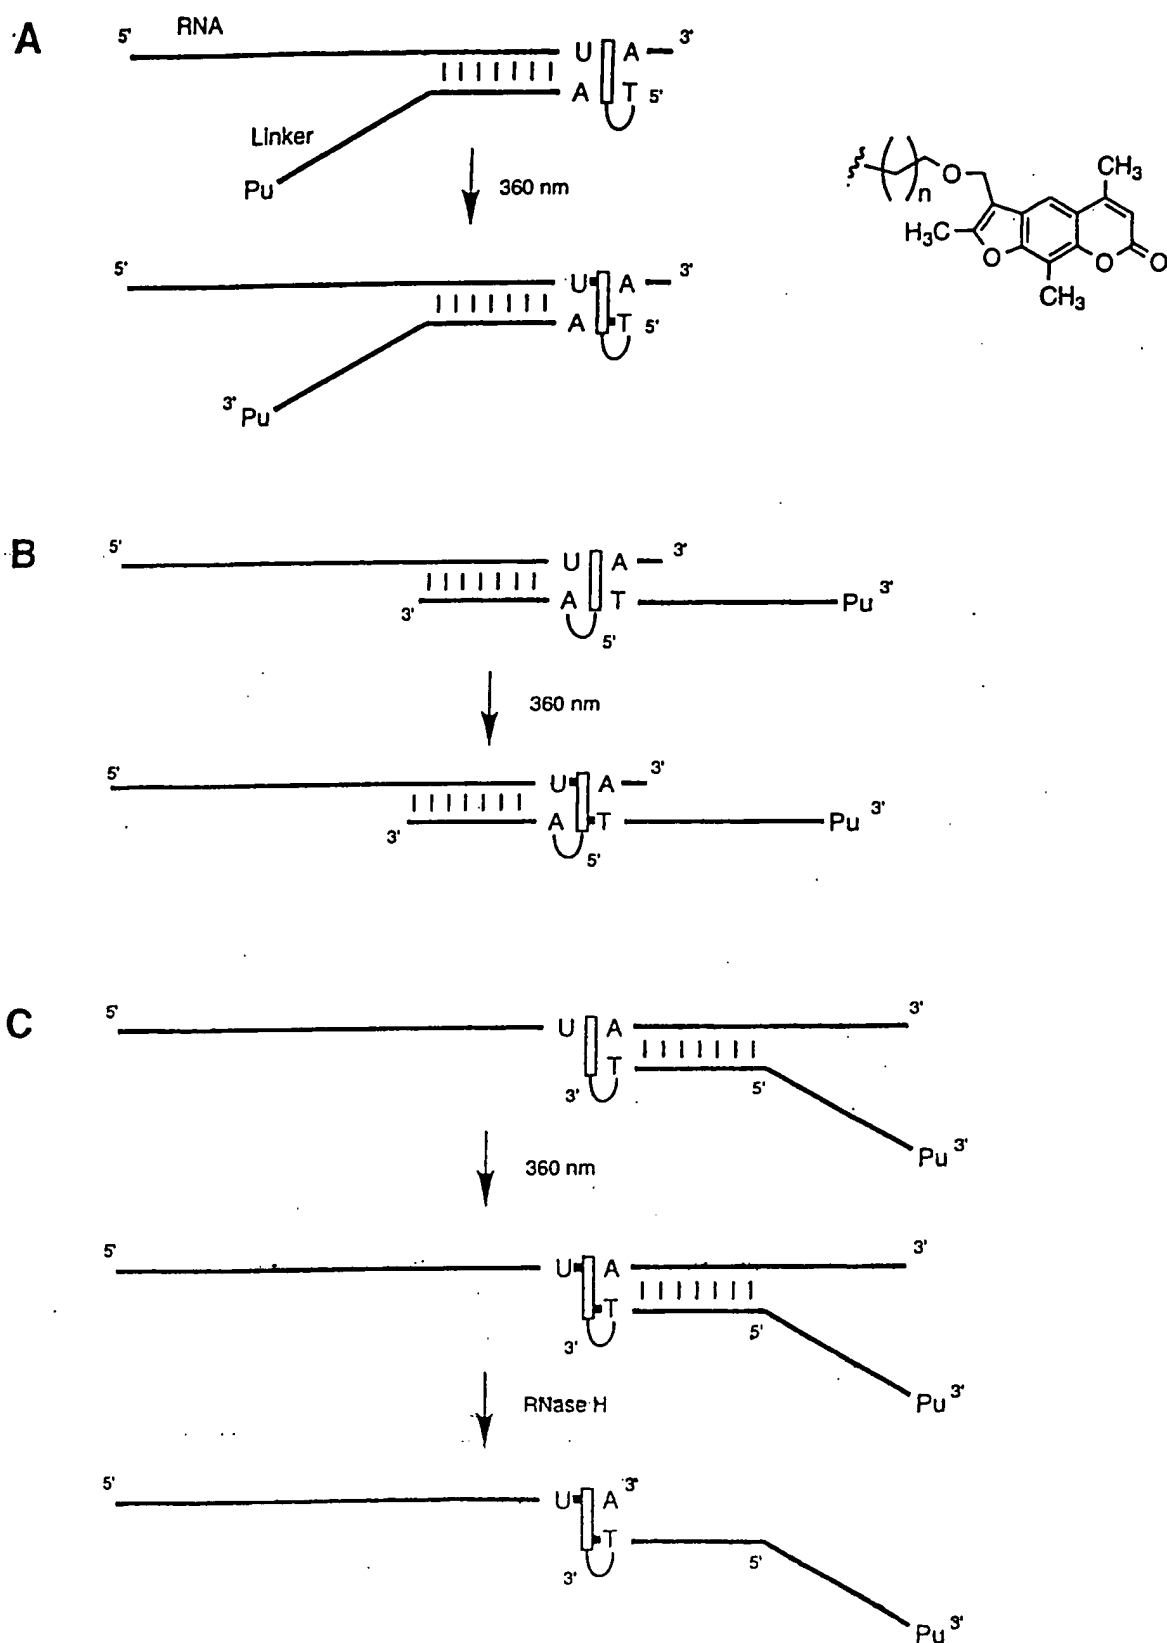 A
5' RNA U A 3'
A T 5'
Linker
Pu
360 nm
5' U A 3'
A T 5'
3' Pu
CH3
O
n
H3C
O O O
CH3
B
5' U A 3'
3' A T Pu 3'
5'
360 nm
5' U A 3'
3' A T Pu 3'
5'
C
5' U A 3'
T
3' 5'
Pu 3'
360 nm
5' U A 3'
T
3' 5'
Pu 3'
RNase H
5' U A 3'
T
3' 5'
Pu 3'